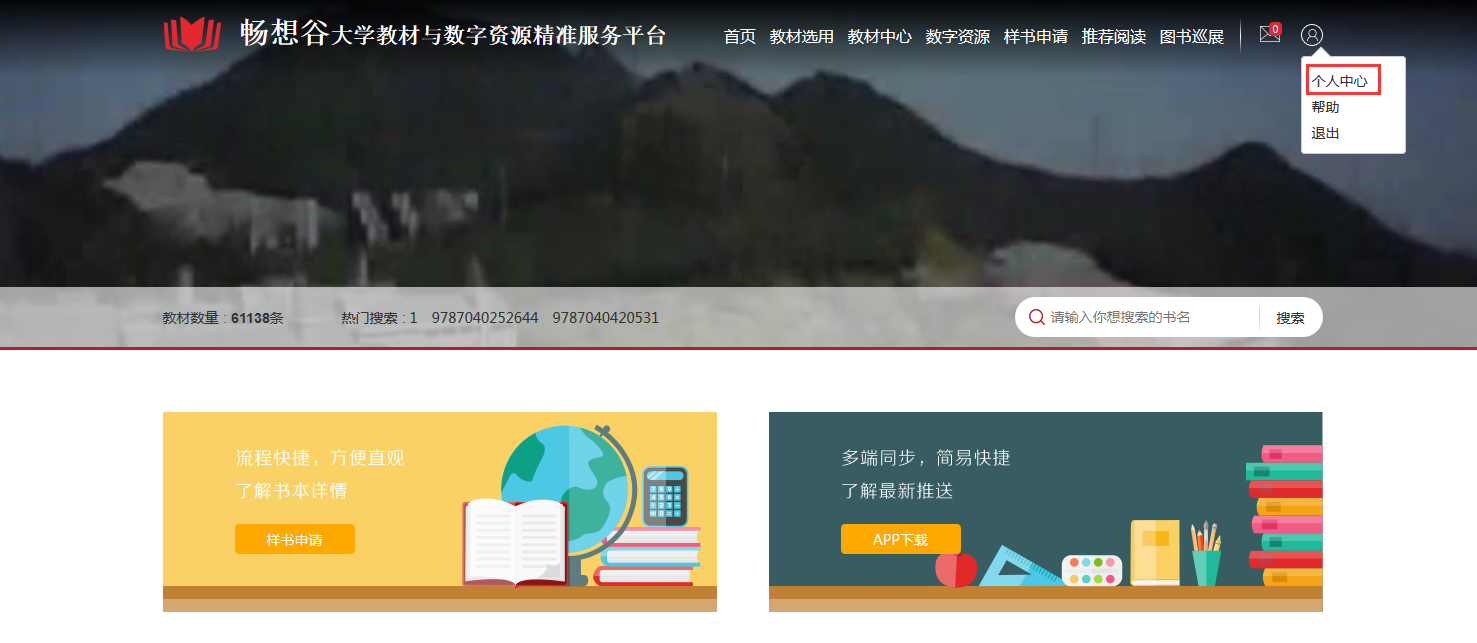 畅想谷大学教材与数字资源精准服务平台
首页 教材选用 教材中心 数字资源 样书申请 推荐阅读 图书巡展 0
个人中心
帮助
退出
教材数量 : 61138条 热门搜索 : 1 9787040252644 9787040420531 请输入你想搜索的书名 搜索
流程快捷，方便直观
了解书本详情
样书申请
多端同步，简易快捷
了解最新推送
APP下载